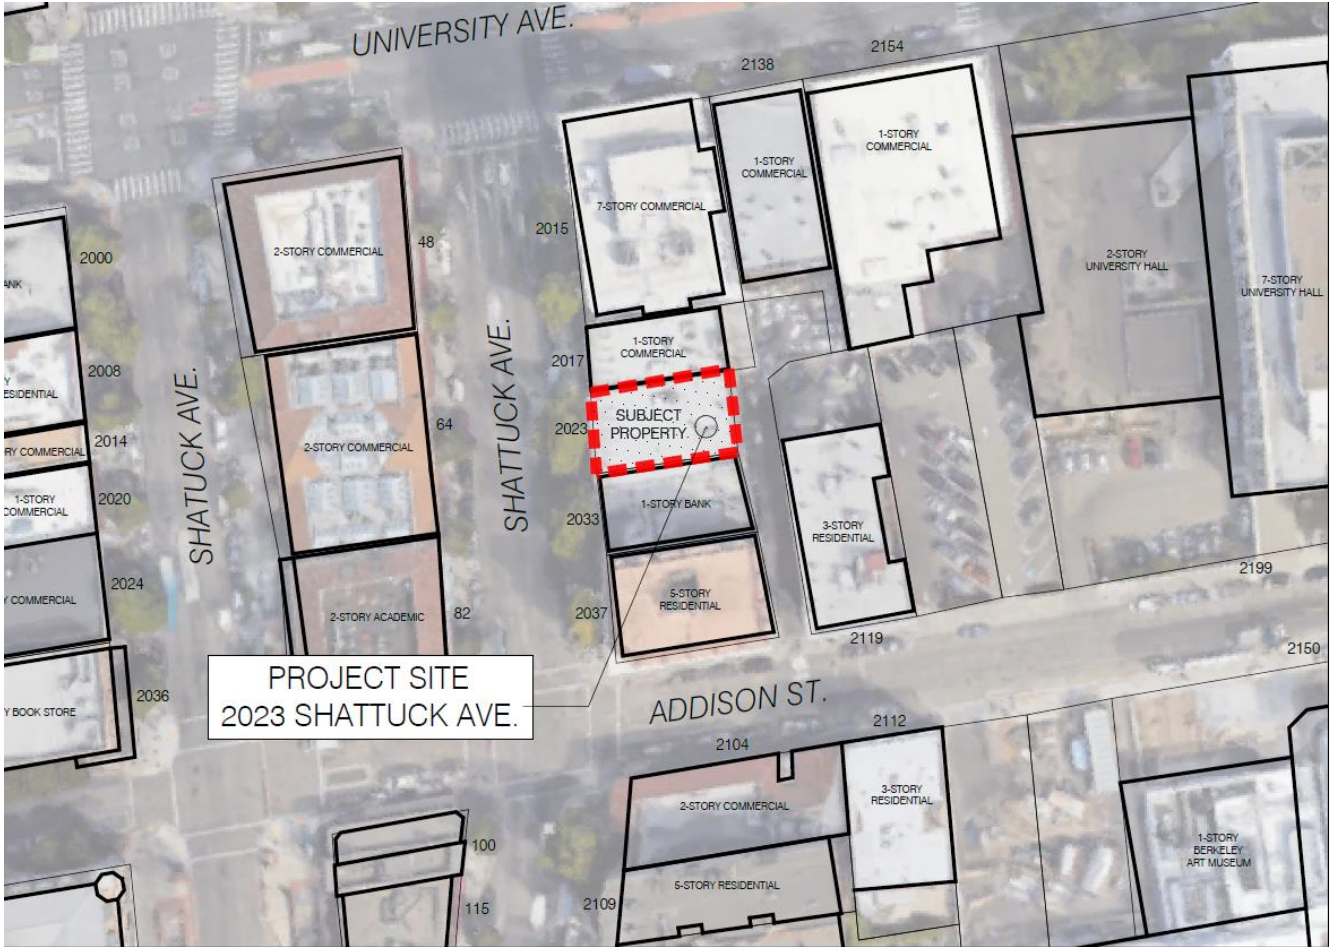 UNIVERSITY AVE.
2154
2138
1-STORY
COMMERCIAL
1-STORY
COMMERCIAL
7-STORY COMMERCIAL
2015
48
2-STORY COMMERCIAL
2000
ANK
2-STORY
UNIVERSITY HALL
7-STORY
UNIVERSITY HALL
SHATTUCK AVE.
1-STORY
COMMERCIAL
2017
2008
Y
ESIDENTIAL
SHATUCK AVE.
SUBJECT
PROPERTY
2023
64
2-STORY COMMERCIAL
2014
RY COMMERCIAL
2020
1-STORY
COMMERCIAL
1-STORY BANK
2033
3-STORY
RESIDENTIAL
2199
2024
Y COMMERCIAL
5-STORY
RESIDENTIAL
2037
82
2-STORY ACADEMIC
2119
2150
PROJECT SITE
2023 SHATTUCK AVE.
2036
Y BOOK STORE
ADDISON ST.
2112
2104
3-STORY
RESIDENTIAL
2-STORY COMMERCIAL
100
1-STORY
BERKELEY
ART MUSEUM
5-STORY RESIDENTIAL
2109
115